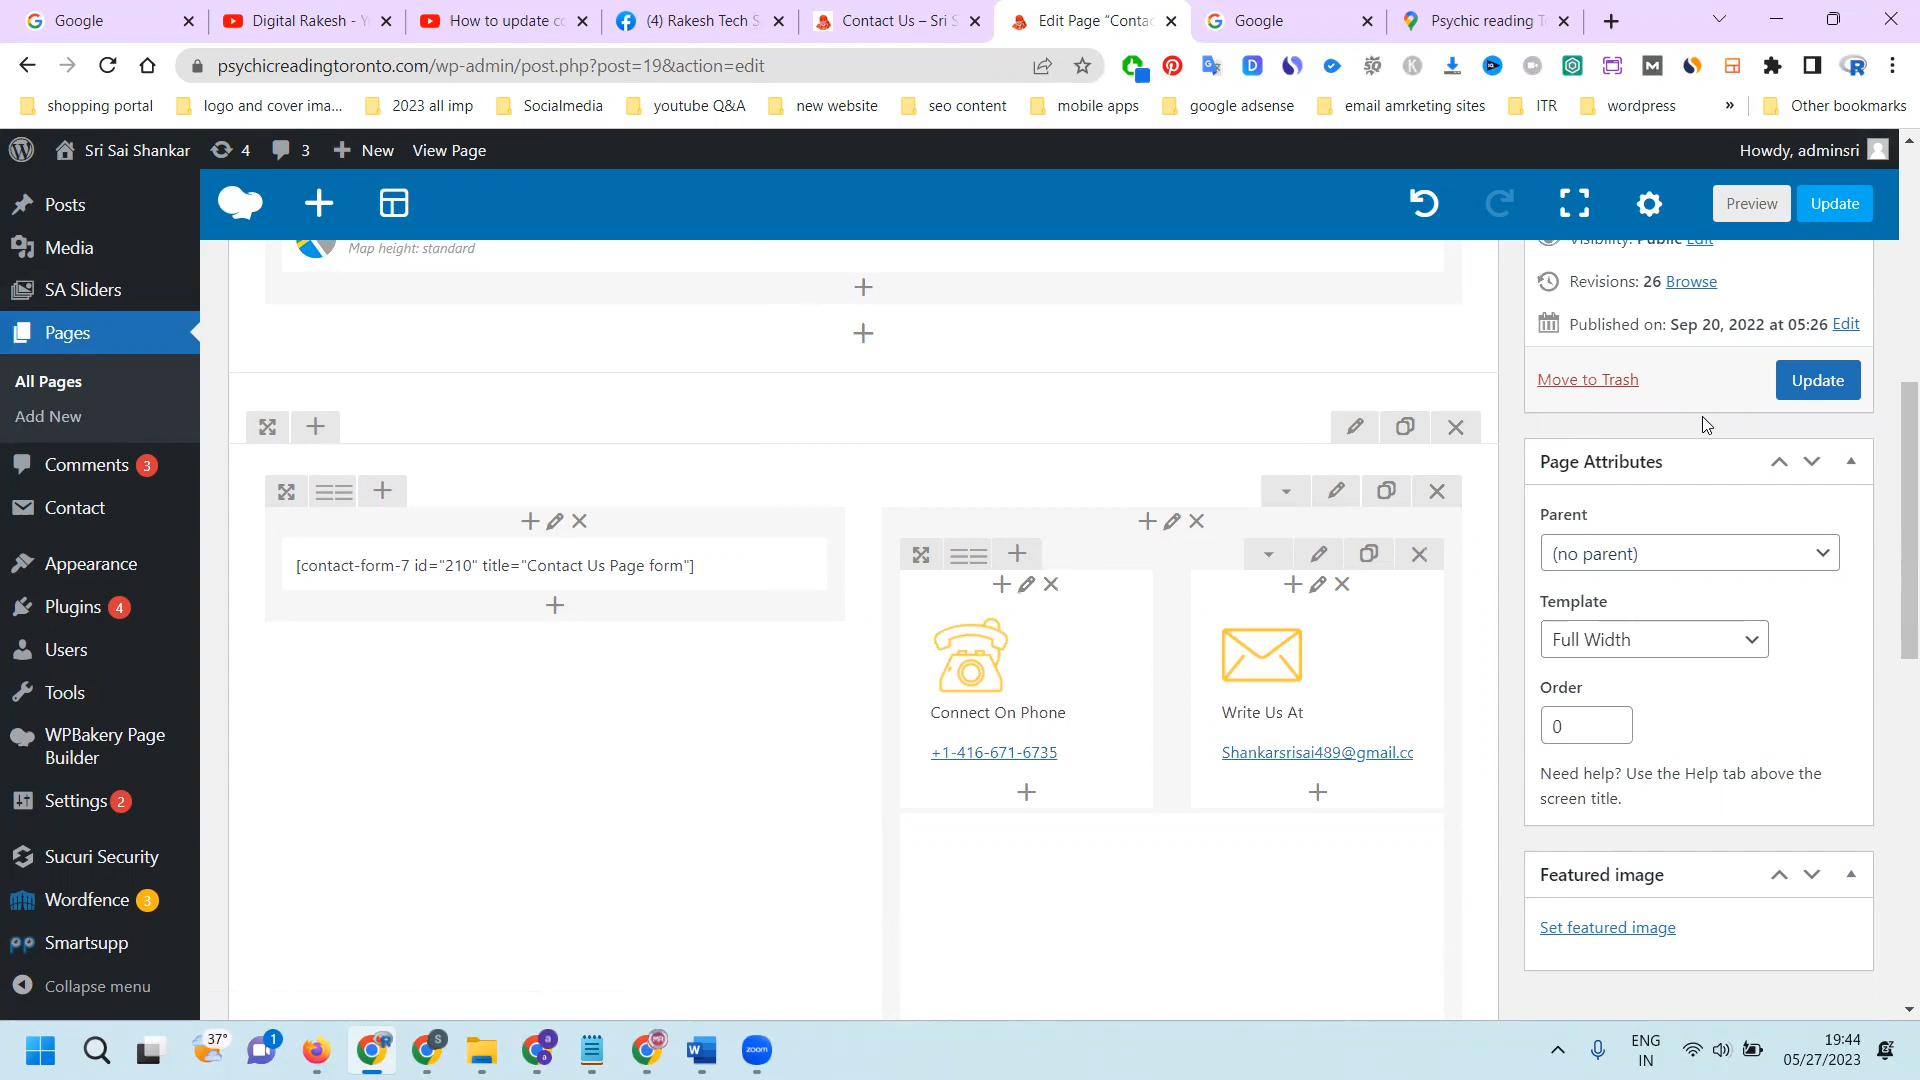 Google
Digital Rakesh - Y
How to update co
(4) Rakesh Tech S
Contact Us – Sri S
Edit Page “Contac
Google
Psychic reading T
psychicreadingtoronto.com/wp-admin/post.php?post=19&action=edit
shopping portal
logo and cover ima...
2023 all imp
Socialmedia
youtube Q&A
new website
seo content
mobile apps
google adsense
email amrketing sites
ITR
wordpress
»
Other bookmarks
Sri Sai Shankar
4
3
New
View Page
Howdy, adminsri
Posts
Media
SA Sliders
Pages
All Pages
Add New
Comments 3
Contact
Appearance
Plugins 4
Users
Tools
WPBakery Page
Builder
Settings 2
Sucuri Security
Wordfence 3
Smartsupp
Collapse menu
Preview
Update
Map height: standard
[contact-form-7 id="210" title="Contact Us Page form"]
Connect On Phone
+1-416-671-6735
Write Us At
Shankarsrisai489@gmail.cc
Visibility: Public Edit
Revisions: 26 Browse
Published on: Sep 20, 2022 at 05:26 Edit
Move to Trash
Update
Page Attributes
Parent
(no parent)
Template
Full Width
Order
0
Need help? Use the Help tab above the
screen title.
Featured image
Set featured image
37°
1
zoom
ENG
IN
19:44
05/27/2023